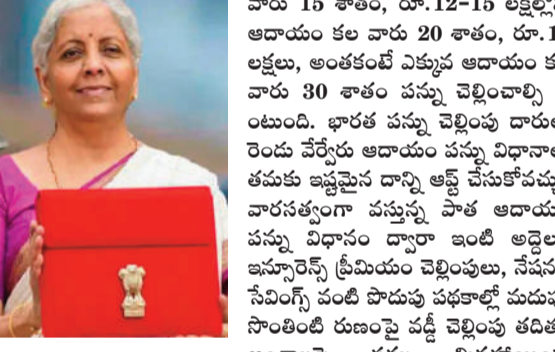 వారు 15 శాతం, రూ.12-15 లక్షల్లో
ఆదాయం కల వారు 20 శాతం, రూ.1
లక్షలు, అంతకంటే ఎక్కువ ఆదాయం క
వారు 30 శాతం పన్ను చెల్లించాల్సి
ంటుంది. భారత పన్ను చెల్లింపు దారుల
రెండు వేర్వేరు ఆదాయం పన్ను విధానాల
తమకు ఇష్టమైన దాన్ని ఆప్ట్ చేసుకోవచ్చు
వారసత్వంగా వస్తున్న పాత ఆదాయ
పన్ను విధానం ద్వారా ఇంటి అద్దెల
ఇన్సూరెన్స్ ప్రీమియం చెల్లింపులు, నేషన
సేవింగ్స్ వంటి పొదుపు పథకాల్లో మదుప
సొంతింటి రుణంపై వడ్డీ చెల్లింపు తదిత